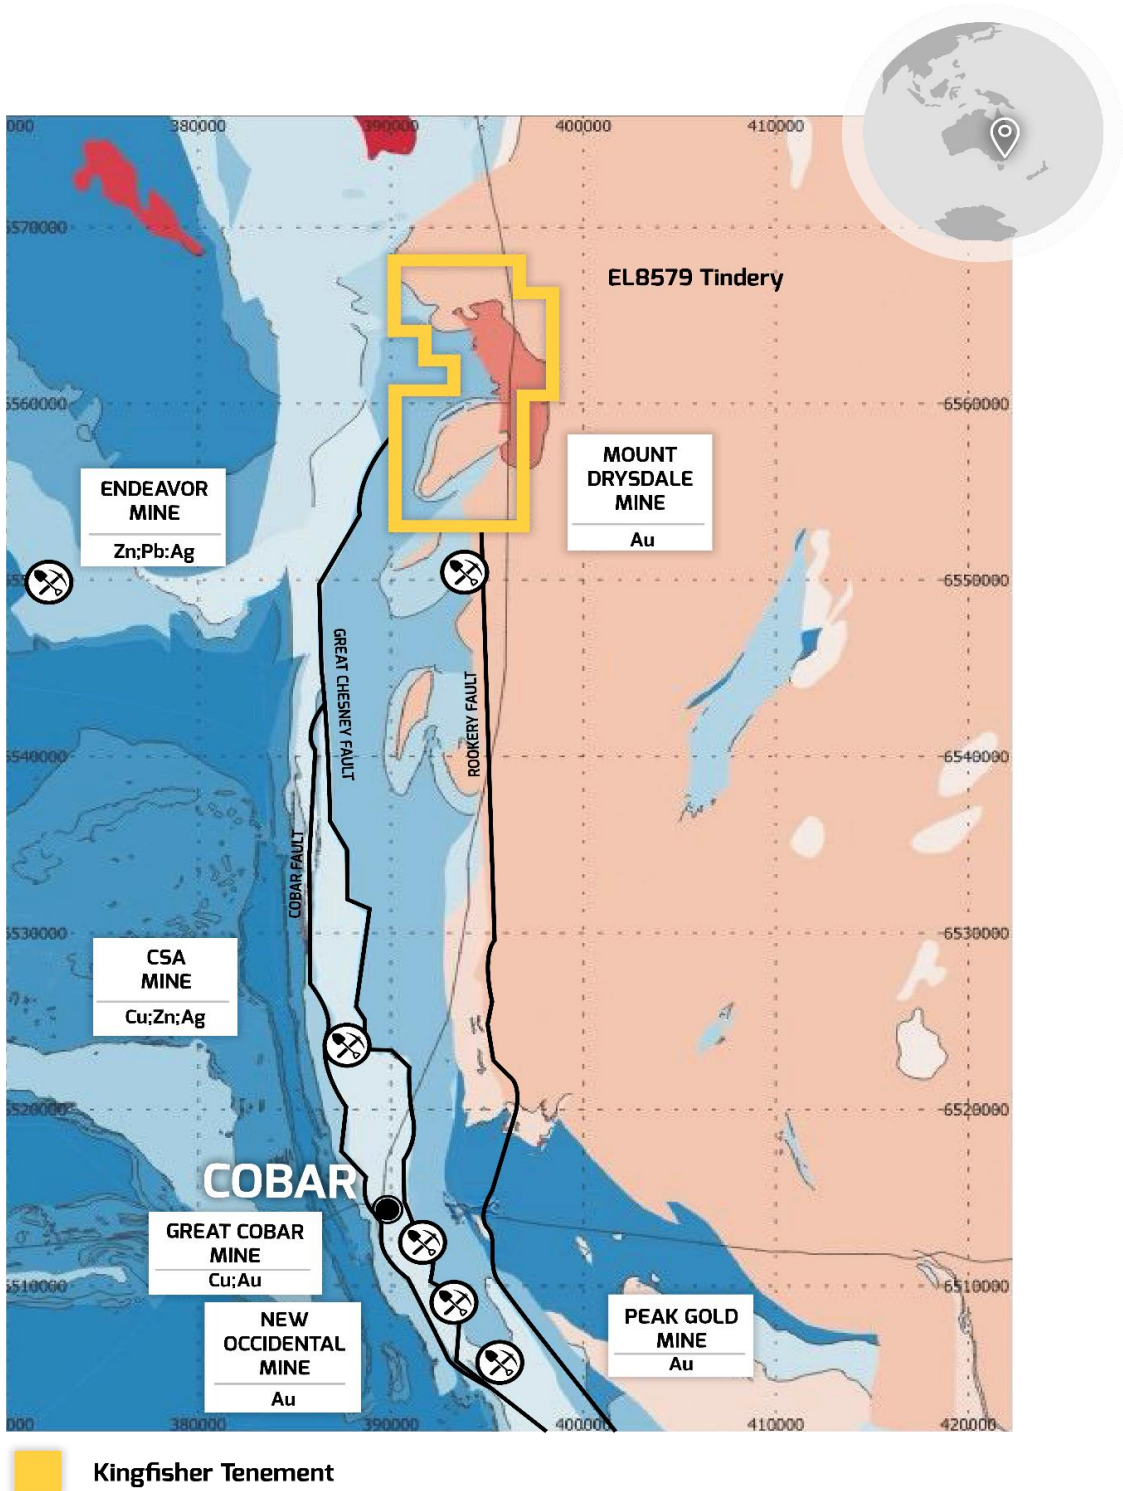 000 380000 390000 400000 410000
6570000
EL8579 Tindery
6560000 6560000
MOUNT
DRYSDALE
MINE
Au
ENDEAVOR
MINE
Zn;Pb:Ag
6550000
GREAT CHESNEY FAULT
ROOKERY FAULT
6540000 6540000
COBAR FAULT
6530000 6530000
CSA
MINE
Cu;Zn;Ag
6520000 6520000
COBAR
GREAT COBAR
MINE
Cu;Au
6510000 6510000
NEW
OCCIDENTAL
MINE
Au
PEAK GOLD
MINE
Au
000 380000 390000 400000 410000 420000
Kingfisher Tenement